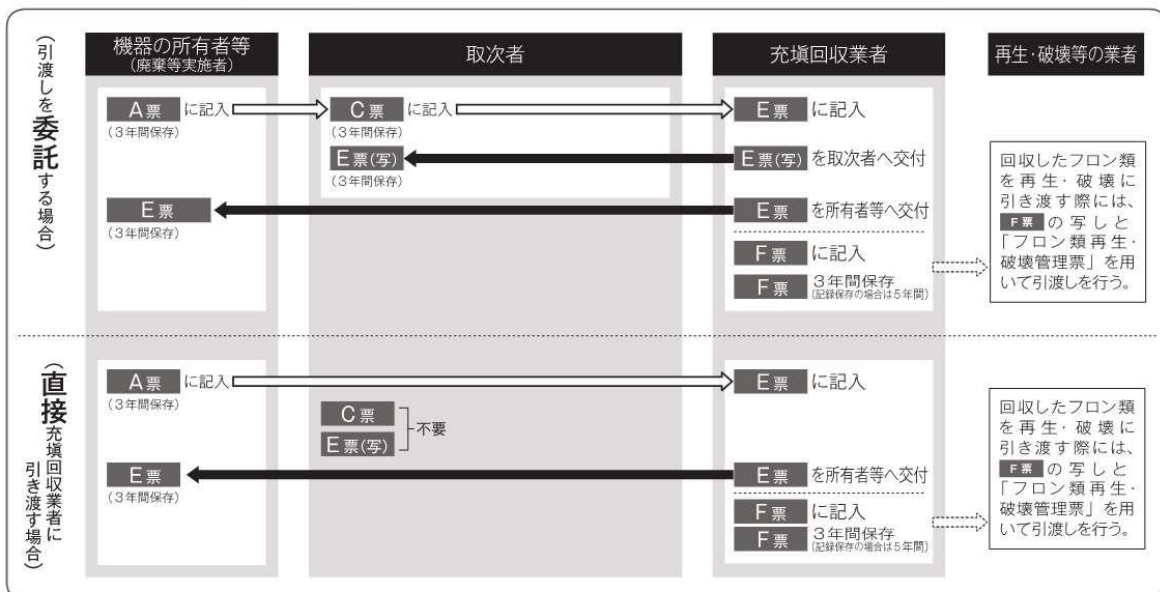 機器の所有者等
(廃棄等実施者)
取次者
充塡回収業者
再生・破壊等の業者
(引渡しを委託する場合)
A票 に記入
(3年間保存)
C票 に記入
(3年間保存)
E票 に記入
E票(写)
(3年間保存)
E票(写) を取次者へ交付
E票
(3年間保存)
E票 を所有者等へ交付
F票 に記入
F票 3年間保存
(記録保存の場合は5年間)
回収したフロン類
を再生・破壊に
引き渡す際には、
F票 の写しと
「フロン類再生・
破壊管理票」を用
いて引渡しを行う。
(直接充塡回収業者に
引き渡す場合)
A票 に記入
(3年間保存)
E票 に記入
C票
E票(写)
不要
E票
(3年間保存)
E票 を所有者等へ交付
F票 に記入
F票 3年間保存
(記録保存の場合は5年間)
回収したフロン類
を再生・破壊に
引き渡す際には、
F票 の写しと
「フロン類再生・
破壊管理票」を用
いて引渡しを行う。